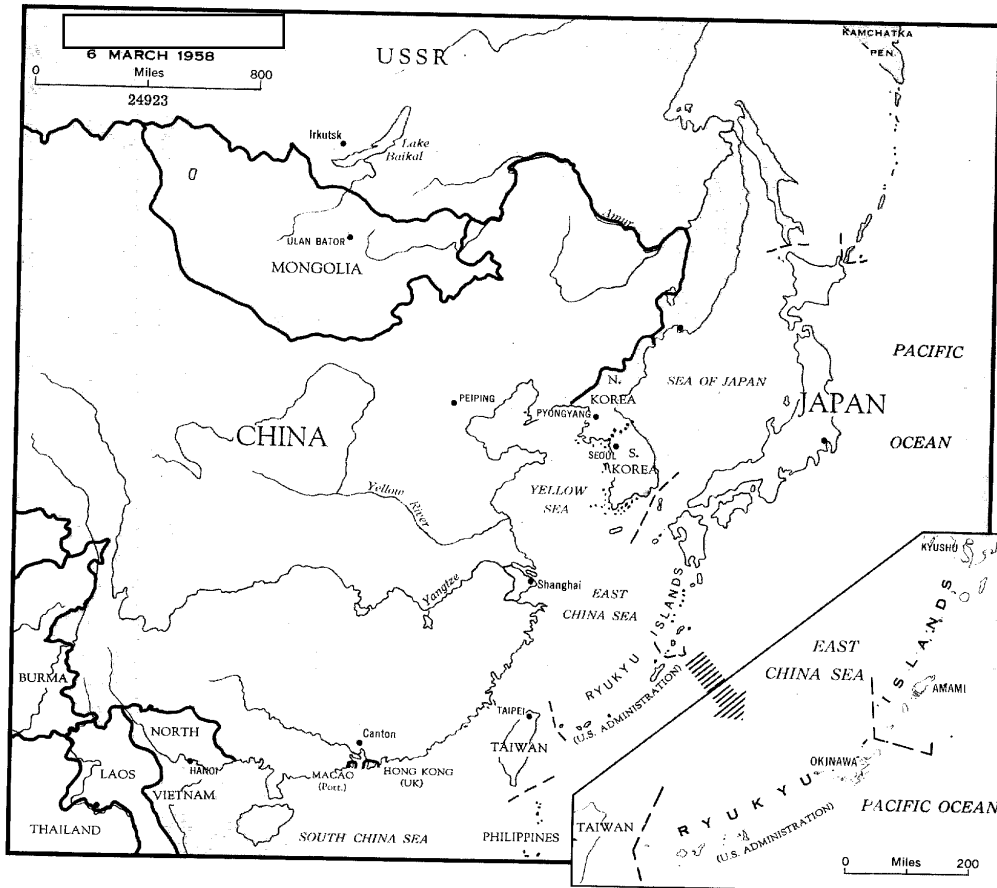 6 MARCH 1958
0 Miles 800
24923
USSR
KAMCHATKA
PEN.
Irkutsk
Lake
Baikal
Amur
ULAN BATOR
MONGOLIA
PACIFIC
OCEAN
SEA OF JAPAN
JAPAN
N.
KOREA
PYONGYANG
PEIPING
CHINA
SEOUL
S.
KOREA
YELLOW
SEA
Yellow
River
Yangtze
Shanghai
EAST
CHINA SEA
RYUKYU ISLANDS
(U.S. ADMINISTRATION)
BURMA
NORTH
VIETNAM
HANOI
LAOS
THAILAND
Canton
MACAO
(Port.)
HONG KONG
(UK)
TAIPEI
TAIWAN
SOUTH CHINA SEA
PHILIPPINES
KYUSHU
EAST
CHINA SEA
AMAMI
OKINAWA
RYUKYU ISLANDS
(U.S. ADMINISTRATION)
PACIFIC OCEAN
TAIWAN
0 Miles 200